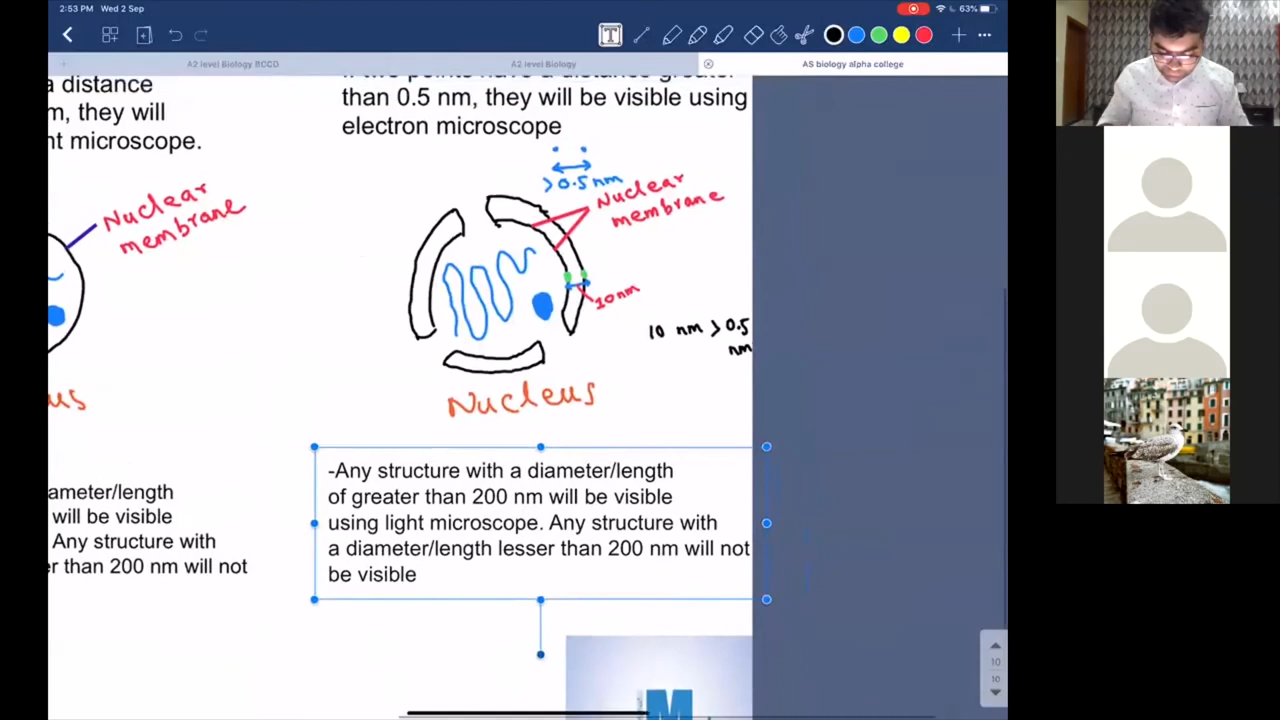 2:53 PM Wed 2 Sep
63%
A2 level Biology RCCD
A2 level Biology
AS biology alpha college
a distance
m, they will
nt microscope.
than 0.5 nm, they will be visible using
electron microscope
>0.5 nm
Nuclear
membrane
Nuclear
membrane
10nm
10 nm > 0.5
nm
us
Nucleus
ameter/length
will be visible
Any structure with
er than 200 nm will not
-Any structure with a diameter/length
of greater than 200 nm will be visible
using light microscope. Any structure with
a diameter/length lesser than 200 nm will not
be visible
10
10
M